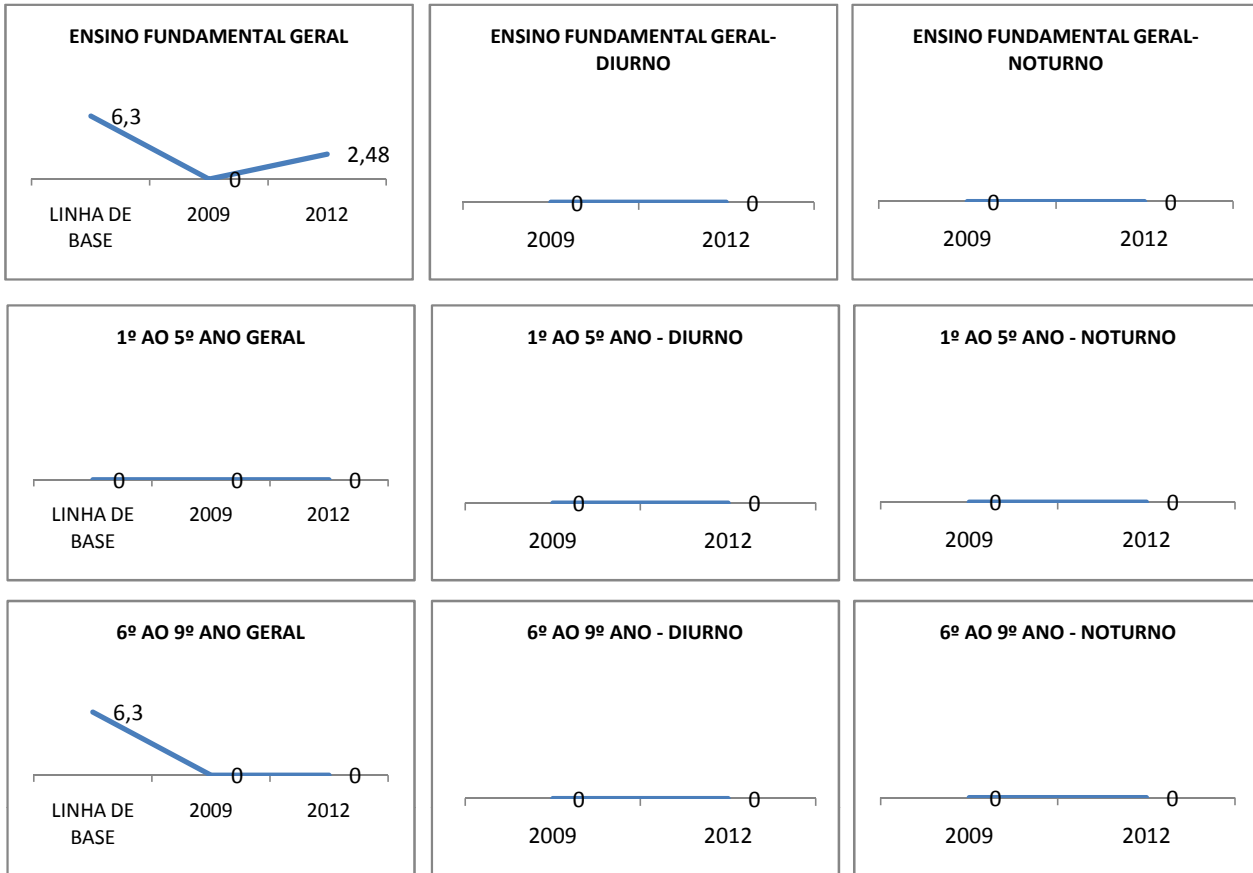 ENSINO FUNDAMENTAL GERAL
6,3
0
2,48
LINHA DE
BASE
2009
2012
ENSINO FUNDAMENTAL GERAL-
DIURNO
0
0
2009
2012
ENSINO FUNDAMENTAL GERAL-
NOTURNO
0
0
2009
2012
1º AO 5º ANO GERAL
0
0
0
LINHA DE
BASE
2009
2012
1º AO 5º ANO - DIURNO
0
0
2009
2012
1º AO 5º ANO - NOTURNO
0
0
2009
2012
6º AO 9º ANO GERAL
6,3
0
0
LINHA DE
BASE
2009
2012
6º AO 9º ANO - DIURNO
0
0
2009
2012
6º AO 9º ANO - NOTURNO
0
0
2009
2012